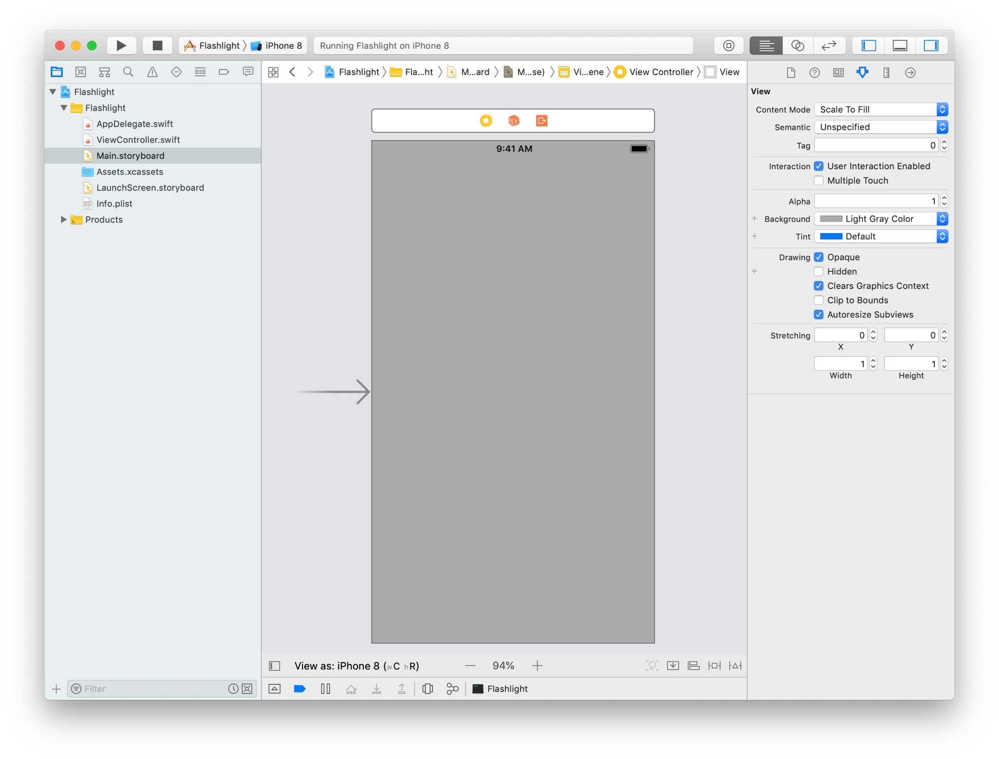 Flashlight iPhone 8 Running Flashlight on iPhone 8
Flashlight Fla...ht M...ard M...se) Vi...ene View Controller View
Flashlight
Flashlight
AppDelegate.swift
ViewController.swift
Main.storyboard
Assets.xcassets
LaunchScreen.storyboard
Info.plist
Products
Filter
9:41 AM
View as: iPhone 8 (wC hR) 94%
Flashlight
View
Content Mode Scale To Fill
Semantic Unspecified
Tag 0
Interaction User Interaction Enabled
Multiple Touch
Alpha 1
Background Light Gray Color
Tint Default
Drawing Opaque
Hidden
Clears Graphics Context
Clip to Bounds
Autoresize Subviews
Stretching 0 0
X Y
1 1
Width Height